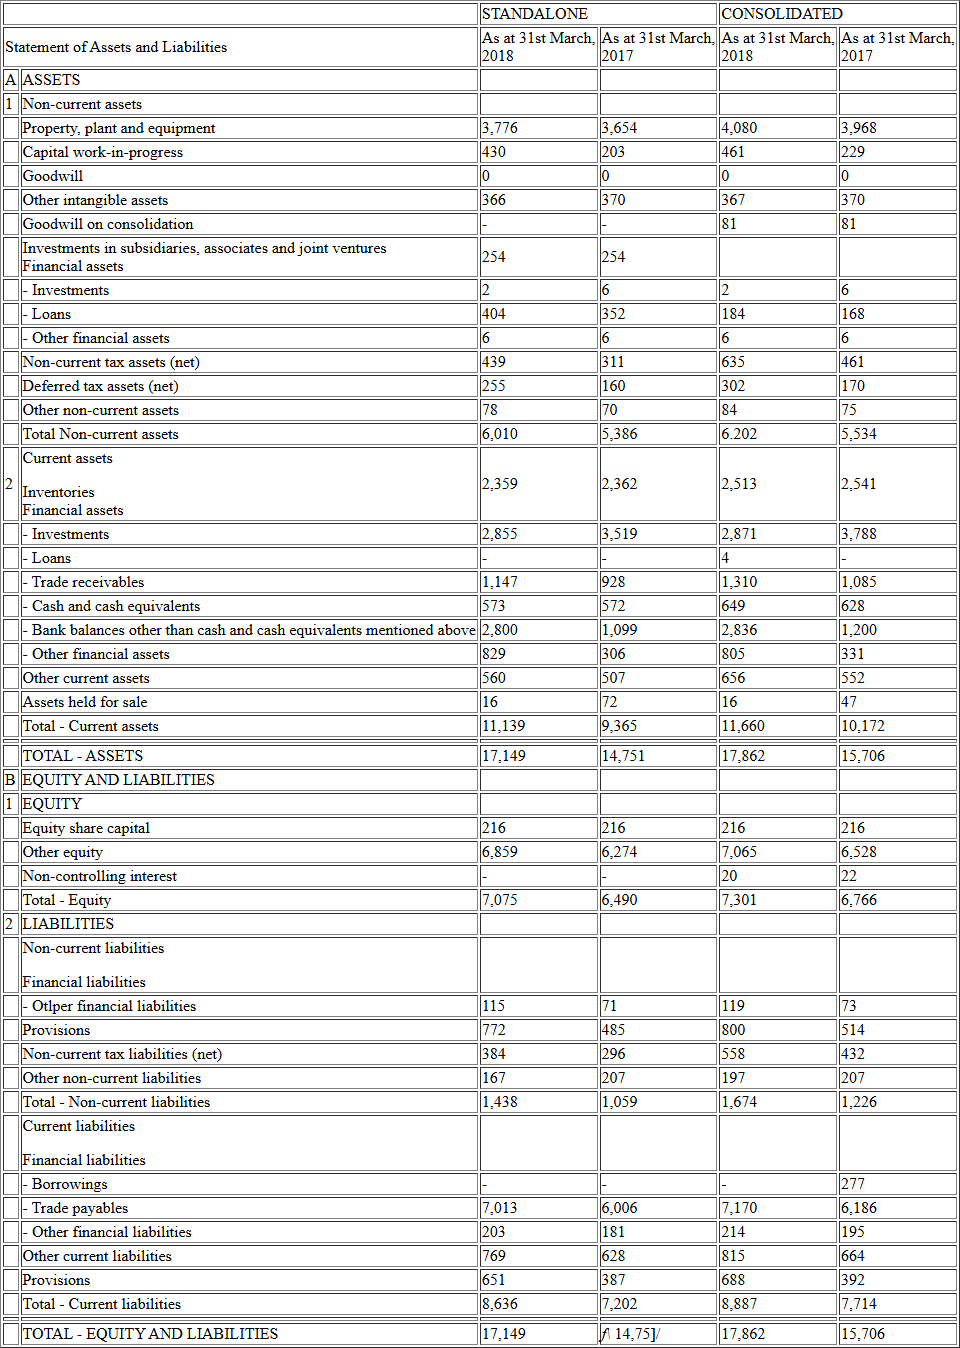 STANDALONE CONSOLIDATED
Statement of Assets and Liabilities As at 31st March, 2018 As at 31st March, 2017 As at 31st March, 2018 As at 31st March, 2017
A ASSETS
1 Non-current assets
Property, plant and equipment 3,776 3,654 4,080 3,968
Capital work-in-progress 430 203 461 229
Goodwill 0 0 0 0
Other intangible assets 366 370 367 370
Goodwill on consolidation - - 81 81
Investments in subsidiaries, associates and joint ventures
Financial assets 254 254
- Investments 2 6 2 6
- Loans 404 352 184 168
- Other financial assets 6 6 6 6
Non-current tax assets (net) 439 311 635 461
Deferred tax assets (net) 255 160 302 170
Other non-current assets 78 70 84 75
Total Non-current assets 6,010 5,386 6.202 5,534
2 Current assets
Inventories 2,359 2,362 2,513 2,541
Financial assets
- Investments 2,855 3,519 2,871 3,788
- Loans - - 4 -
- Trade receivables 1,147 928 1,310 1,085
- Cash and cash equivalents 573 572 649 628
- Bank balances other than cash and cash equivalents mentioned above 2,800 1,099 2,836 1,200
- Other financial assets 829 306 805 331
Other current assets 560 507 656 552
Assets held for sale 16 72 16 47
Total - Current assets 11,139 9,365 11,660 10,172
TOTAL - ASSETS 17,149 14,751 17,862 15,706
B EQUITY AND LIABILITIES
1 EQUITY
Equity share capital 216 216 216 216
Other equity 6,859 6,274 7,065 6,528
Non-controlling interest - - 20 22
Total - Equity 7,075 6,490 7,301 6,766
2 LIABILITIES
Non-current liabilities
Financial liabilities
- Otlper financial liabilities 115 71 119 73
Provisions 772 485 800 514
Non-current tax liabilities (net) 384 296 558 432
Other non-current liabilities 167 207 197 207
Total - Non-current liabilities 1,438 1,059 1,674 1,226
Current liabilities
Financial liabilities
- Borrowings - - - 277
- Trade payables 7,013 6,006 7,170 6,186
- Other financial liabilities 203 181 214 195
Other current liabilities 769 628 815 664
Provisions 651 387 688 392
Total - Current liabilities 8,636 7,202 8,887 7,714
TOTAL - EQUITY AND LIABILITIES 17,149 f\ 14,75]/ 17,862 15,706